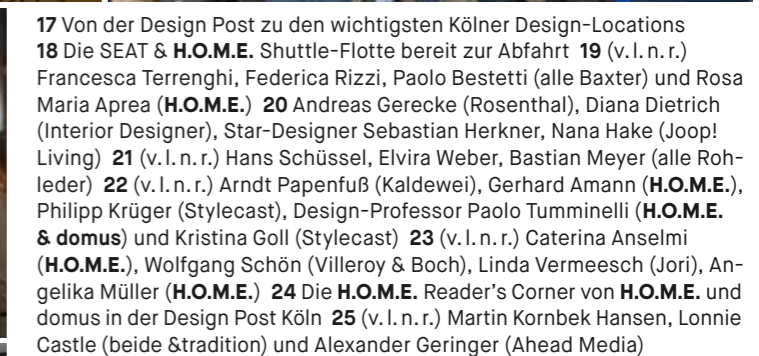 17 Von der Design Post zu den wichtigsten Kölner Design-Locations
18 Die SEAT & H.O.M.E. Shuttle-Flotte bereit zur Abfahrt 19 (v. l. n. r.)
Francesca Terrenghi, Federica Rizzi, Paolo Bestetti (alle Baxter) und Rosa
Maria Aprea (H.O.M.E.) 20 Andreas Gerecke (Rosenthal), Diana Dietrich
(Interior Designer), Star-Designer Sebastian Herkner, Nana Hake (Joop!
Living) 21 (v. l. n. r.) Hans Schüssel, Elvira Weber, Bastian Meyer (alle Roh-
leder) 22 (v. l. n. r.) Arndt Papenfuß (Kaldewei), Gerhard Amann (H.O.M.E.),
Philipp Krüger (Stylecast), Design-Professor Paolo Tumminelli (H.O.M.E.
& domus) und Kristina Goll (Stylecast) 23 (v. l. n. r.) Caterina Anselmi
(H.O.M.E.), Wolfgang Schön (Villeroy & Boch), Linda Vermeesch (Jori), An-
gelika Müller (H.O.M.E.) 24 Die H.O.M.E. Reader's Corner von H.O.M.E. und
domus in der Design Post Köln 25 (v. l. n. r.) Martin Kornbek Hansen, Lonnie
Castle (beide &tradition) und Alexander Geringer (Ahead Media)